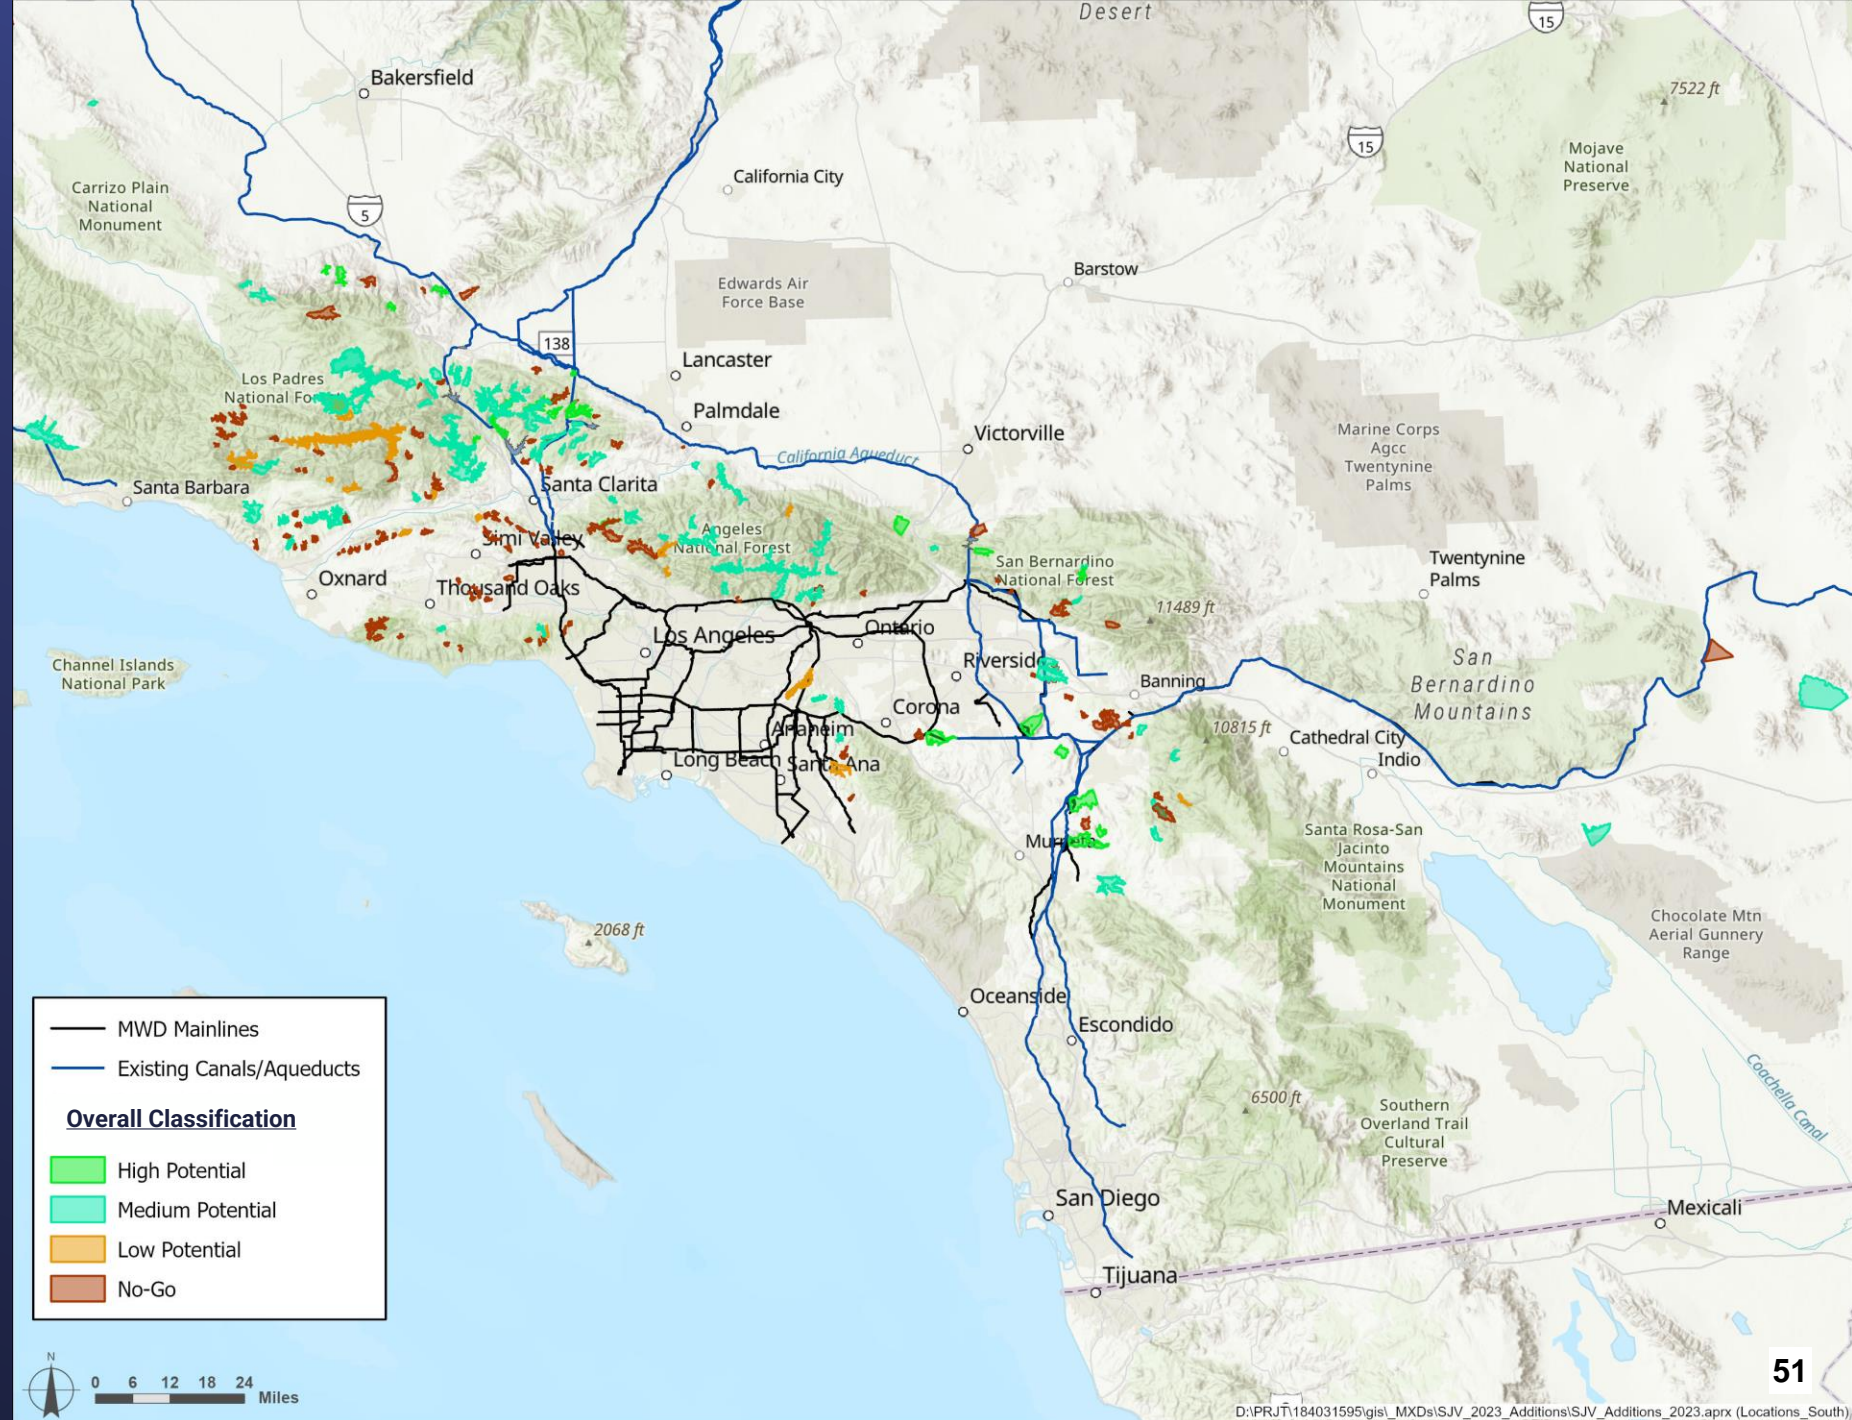 Desert
15
Bakersfield
7522 ft
15
Mojave
National
Preserve
California City
Carrizo Plain
National
Monument
5
Barstow
Edwards Air
Force Base
138
Lancaster
Los Padres
National Fo
Palmdale
Victorville
Marine Corps
Agcc
Twentynine
Palms
California Aqueduct
Santa Barbara
Santa Clarita
Angeles
National Forest
Simi Valley
San Bernardino
National Forest
Twentynine
Palms
Oxnard
Thousand Oaks
11489 ft
Los Angeles
Ontario
Channel Islands
National Park
Riverside
Banning
San
Bernardino
Mountains
Corona
10815 ft
Anaheim
Cathedral City
Indio
Long Beach
Santa Ana
Santa Rosa-San
Jacinto
Mountains
National
Monument
Murrieta
2068 ft
Chocolate Mtn
Aerial Gunnery
Range
Oceanside
Escondido
Coachella Canal
6500 ft
Southern
Overland Trail
Cultural
Preserve
San Diego
Mexicali
Tijuana
MWD Mainlines
Existing Canals/Aqueducts
Overall Classification
High Potential
Medium Potential
Low Potential
No-Go
N
0 6 12 18 24
Miles
51
D:\PRJT\184031595\gis\_MXDs\SJV_2023_Additions\SJV_Additions_2023.aprx (Locations_South)